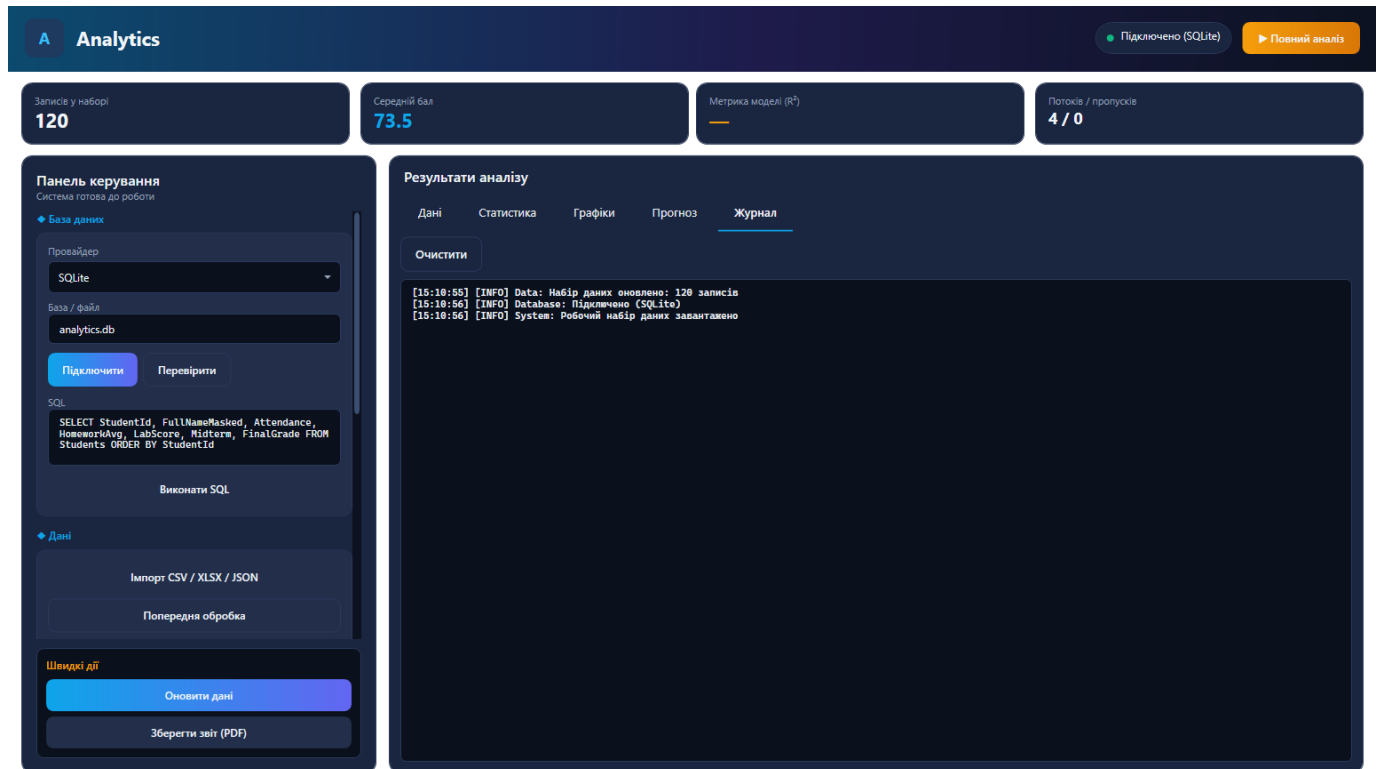 A
Analytics
Підключено (SQLite)
▶ Повний аналіз
Записів у наборі
120
Середній бал
73.5
Метрика моделі (R²)
—
Потоків / пропусків
4 / 0
Панель керування
Система готова до роботи
◆ База даних
Провайдер
SQLite
База / файл
analytics.db
Підключити
Перевірити
SQL
SELECT StudentId, FullNameMasked, Attendance,
HomeworkAvg, LabScore, Midterm, FinalGrade FROM
Students ORDER BY StudentId
Виконати SQL
◆ Дані
Імпорт CSV / XLSX / JSON
Попередня обробка
Швидкі дії
Оновити дані
Зберегти звіт (PDF)
Результати аналізу
Дані
Статистика
Графіки
Прогноз
Журнал
Очистити
[15:10:55] [INFO] Data: Набір даних оновлено: 120 записів
[15:10:56] [INFO] Database: Підключено (SQLite)
[15:10:56] [INFO] System: Робочий набір даних завантажено